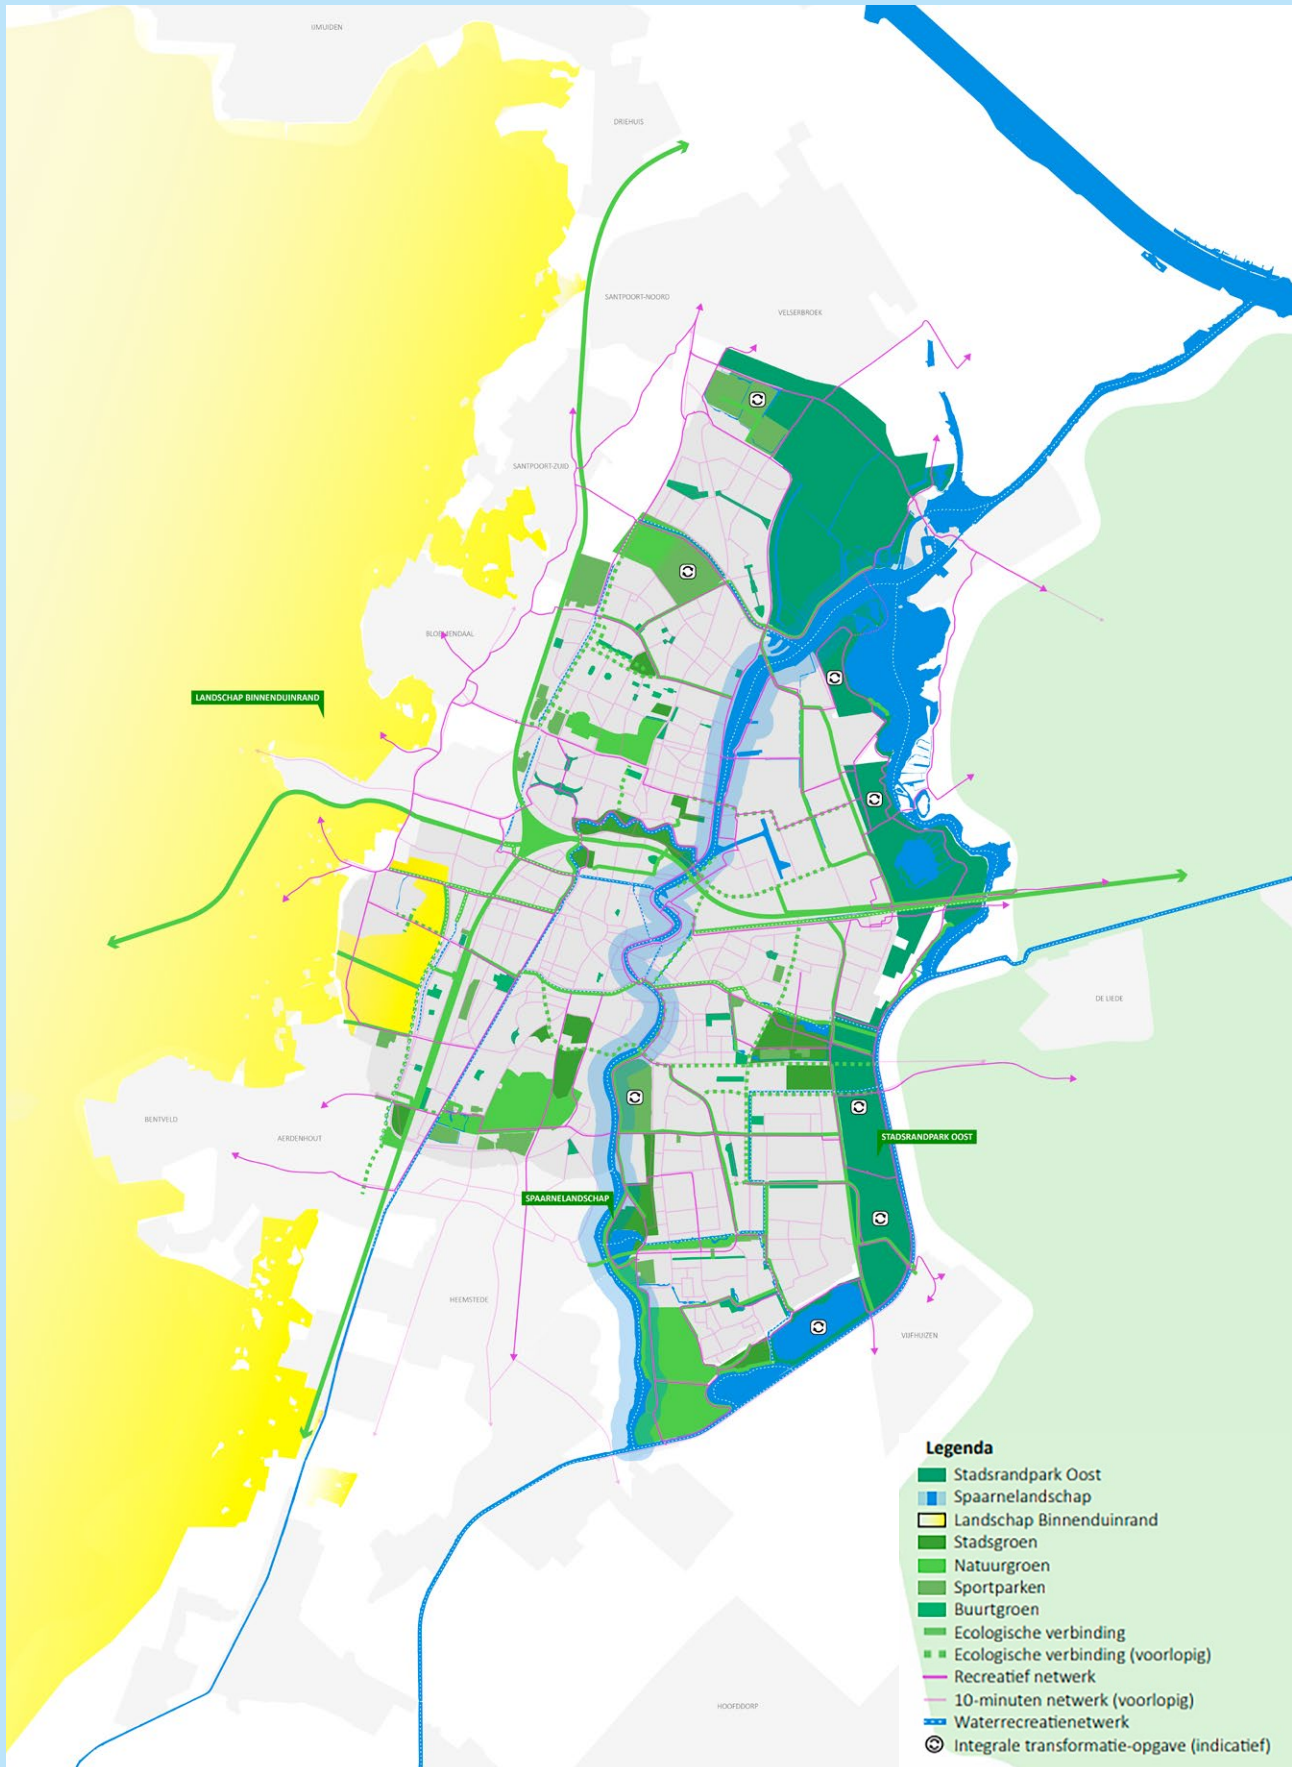 IJMUIDEN
DRIEHUIS
SANTPOORT-NOORD
VELSERBROEK
SANTPOORT-ZUID
BLOEMENDAAL
LANDSCHAP BINNENDUINRAND
DE LIEDE
BENTVELD
AERDENHOUT
STADSRANDPARK OOST
SPAARNELANDSCHAP
HEEMSTEDE
VIJFHUIZEN
HOOFDDORP
Legenda
Stadsrandpark Oost
Spaarnelandschap
Landschap Binnenduinrand
Stadsgroen
Natuurgroen
Sportparken
Buurtgroen
Ecologische verbinding
Ecologische verbinding (voorlopig)
Recreatief netwerk
10-minuten netwerk (voorlopig)
Waterrecreatienetwerk
Integrale transformatie-opgave (indicatief)